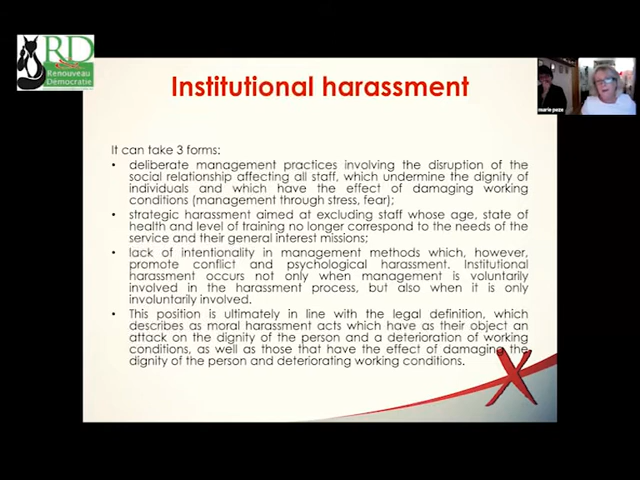 RD
Renouveau
Démocratie
Institutional harassment
marie peze
It can take 3 forms:
• deliberate management practices involving the disruption of the
social relationship affecting all staff, which undermine the dignity of
individuals and which have the effect of damaging working
conditions (management through stress, fear);
• strategic harassment aimed at excluding staff whose age, state of
health and level of training no longer correspond to the needs of the
service and their general interest missions;
• lack of intentionality in management methods which, however,
promote conflict and psychological harassment. Institutional
harassment occurs not only when management is voluntarily
involved in the harassment process, but also when it is only
involuntarily involved.
• This position is ultimately in line with the legal definition, which
describes as moral harassment acts which have as their object an
attack on the dignity of the person and a deterioration of working
conditions, as well as those that have the effect of damaging the
dignity of the person and deteriorating working conditions.